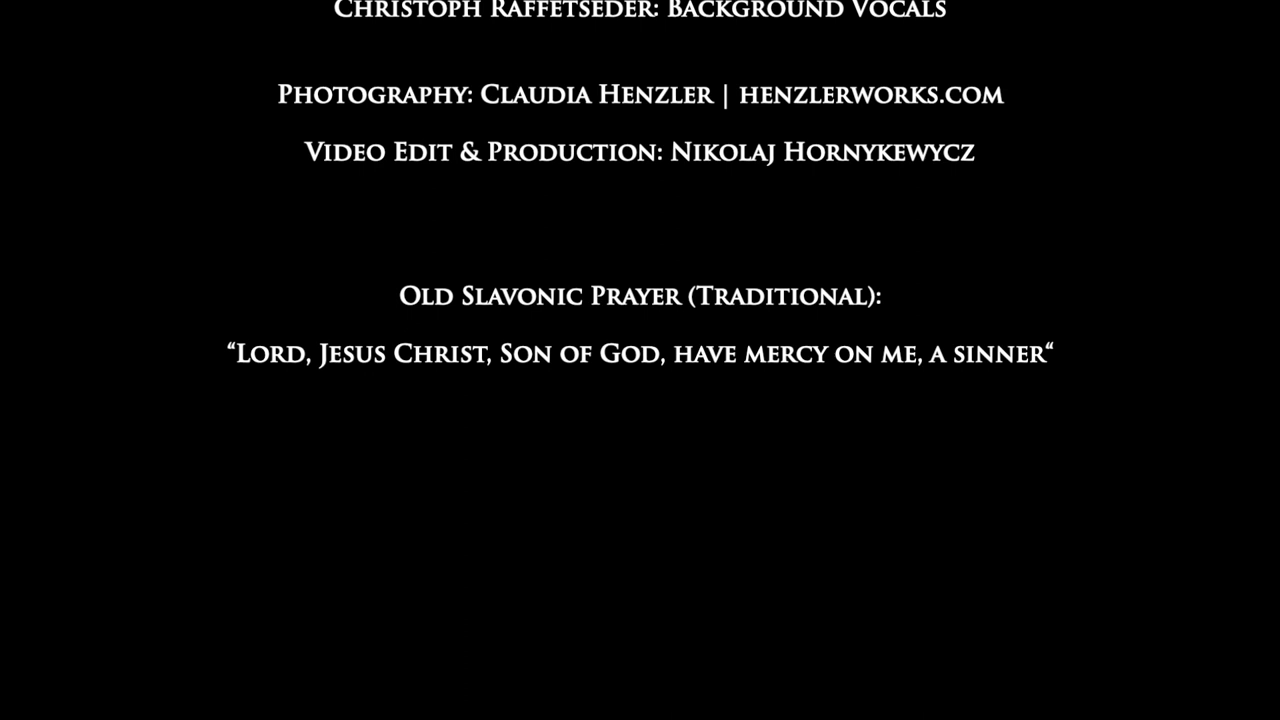 Christoph Raffetseder: Background Vocals
Photography: Claudia Henzler | henzlerworks.com
Video Edit & Production: Nikolaj Hornykewycz
Old Slavonic Prayer (Traditional):
“Lord, Jesus Christ, Son of God, have mercy on me, a sinner“